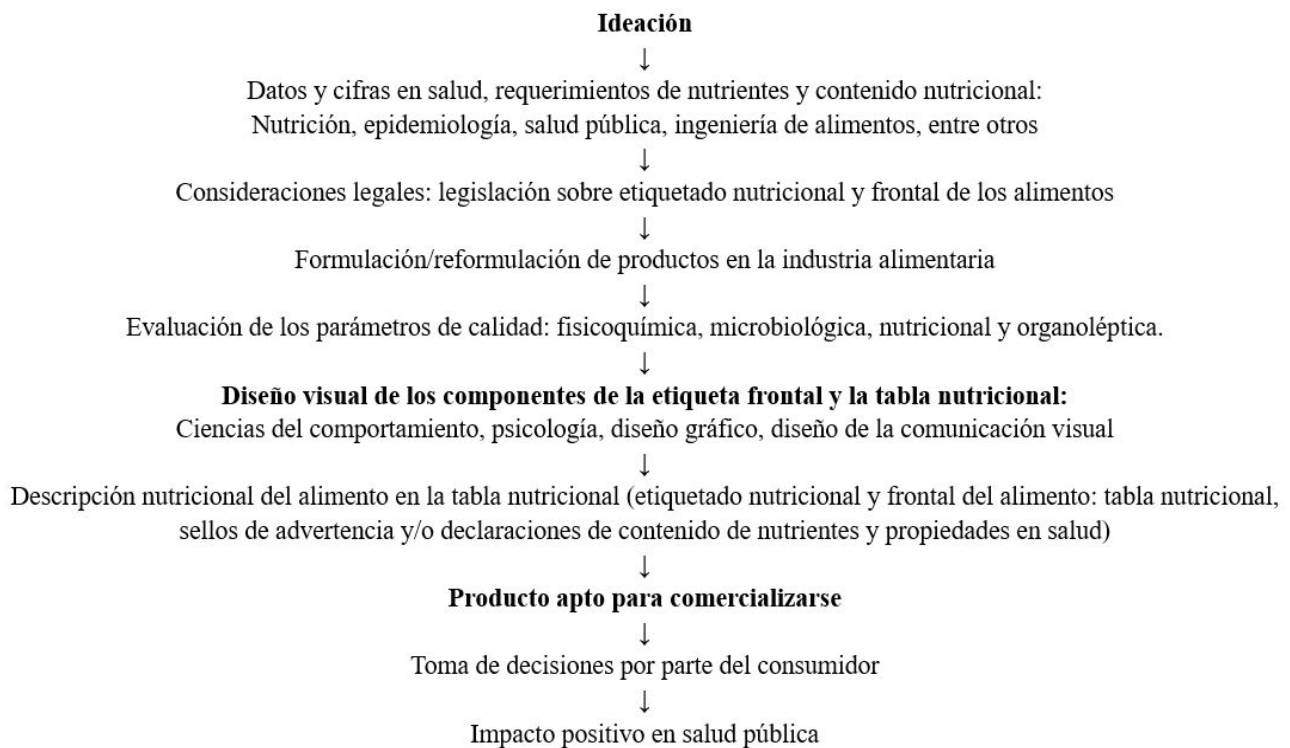 Ideación
↓
Datos y cifras en salud, requerimientos de nutrientes y contenido nutricional:
Nutrición, epidemiología, salud pública, ingeniería de alimentos, entre otros
↓
Consideraciones legales: legislación sobre etiquetado nutricional y frontal de los alimentos
↓
Formulación/reformulación de productos en la industria alimentaria
↓
Evaluación de los parámetros de calidad: fisicoquímica, microbiológica, nutricional y organoléptica.
↓
Diseño visual de los componentes de la etiqueta frontal y la tabla nutricional:
Ciencias del comportamiento, psicología, diseño gráfico, diseño de la comunicación visual
↓
Descripción nutricional del alimento en la tabla nutricional (etiquetado nutricional y frontal del alimento: tabla nutricional,
sellos de advertencia y/o declaraciones de contenido de nutrientes y propiedades en salud)
↓
Producto apto para comercializarse
↓
Toma de decisiones por parte del consumidor
↓
Impacto positivo en salud pública